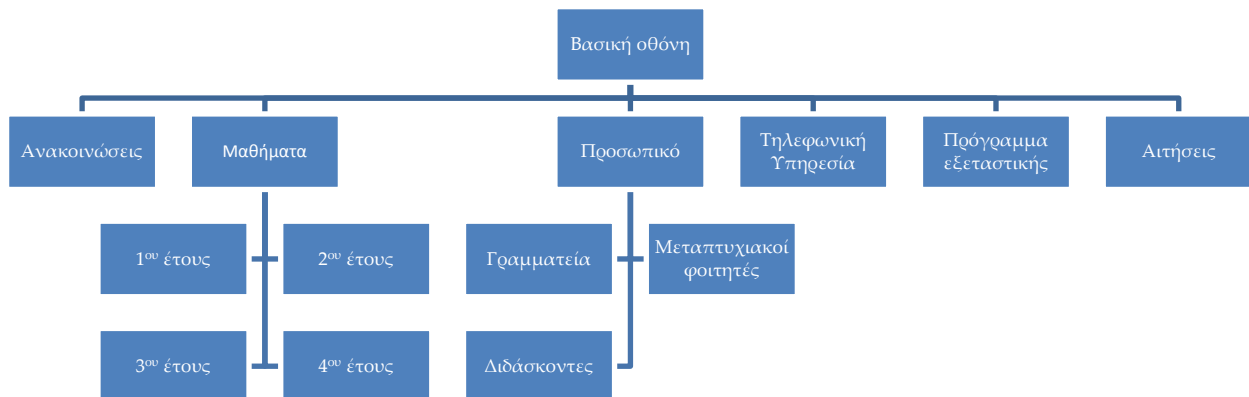 Βασική οθόνη
Ανακοινώσεις
Μαθήματα
Προσωπικό
Τηλεφωνική
Υπηρεσία
Πρόγραμμα
εξεταστικής
Αιτήσεις
1ου έτους
2ου έτους
Γραμματεία
Μεταπτυχιακοί
φοιτητές
3ου έτους
4ου έτους
Διδάσκοντες